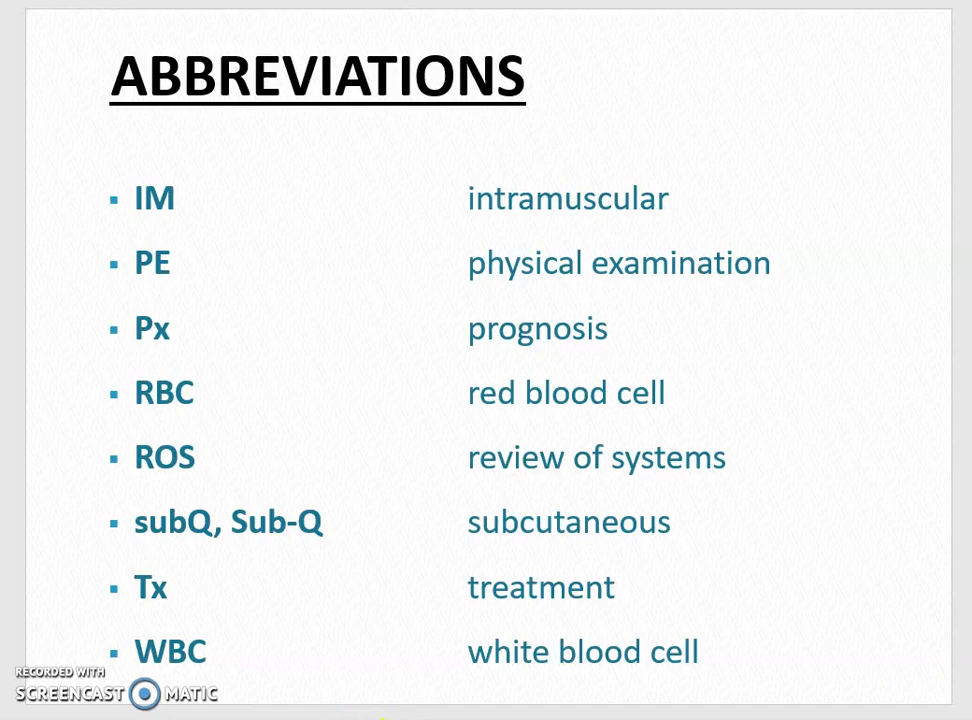 ABBREVIATIONS
▪ IM intramuscular
▪ PE physical examination
▪ Px prognosis
▪ RBC red blood cell
▪ ROS review of systems
▪ subQ, Sub-Q subcutaneous
▪ Tx treatment
▪ WBC white blood cell
RECORDED WITH
SCREENCAST MATIC